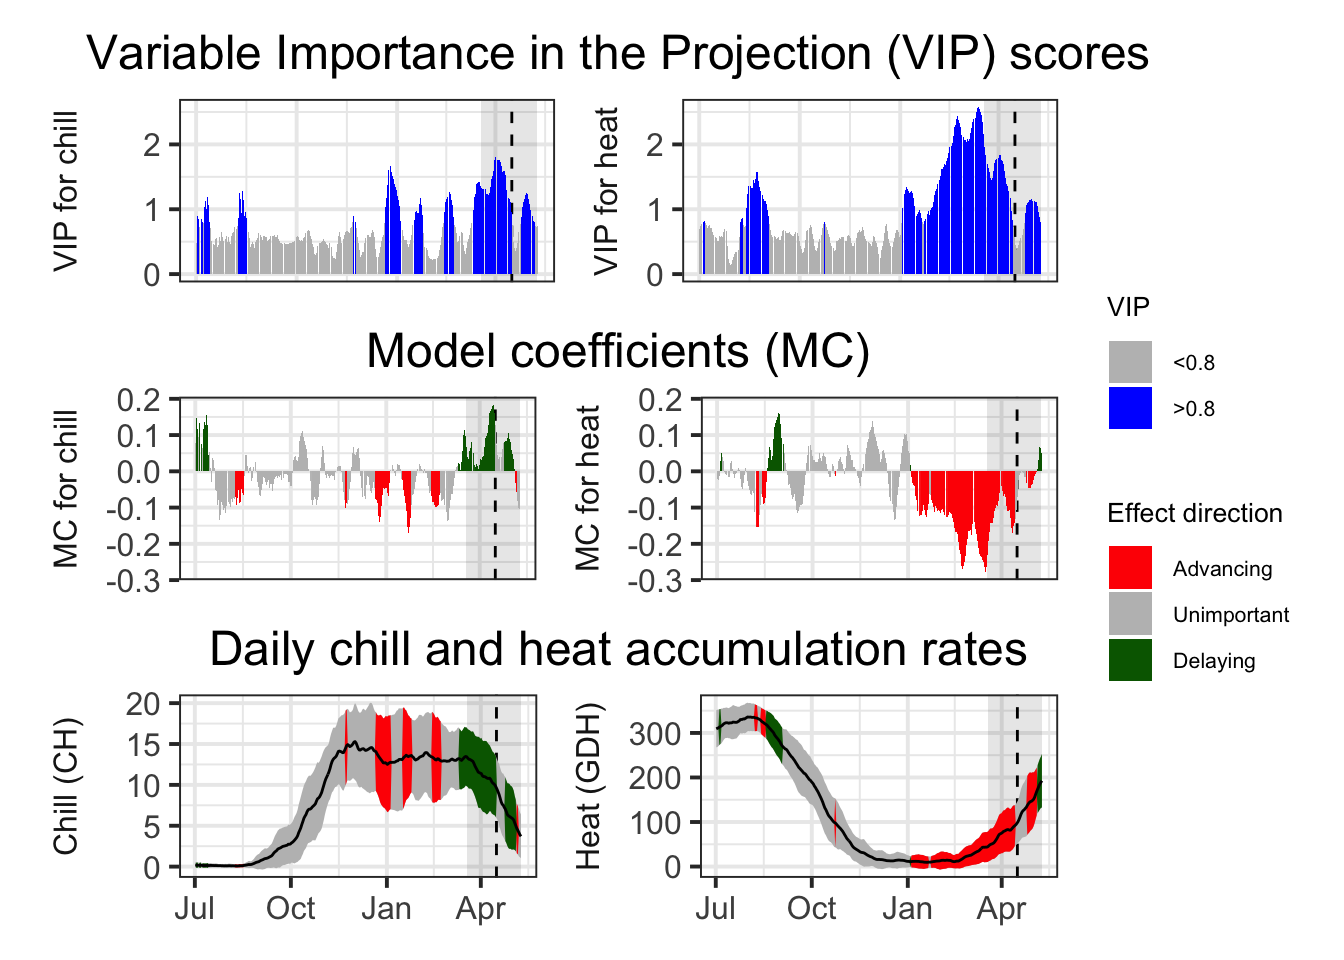 Variable Importance in the Projection (VIP) scores
VIP for chill
2
1
0
VIP for heat
2
1
0
Model coefficients (MC)
MC for chill
0.2
0.1
0.0
-0.1
-0.2
-0.3
MC for heat
0.2
0.1
0.0
-0.1
-0.2
-0.3
Daily chill and heat accumulation rates
Chill (CH)
20
15
10
5
0
Jul Oct Jan Apr
Heat (GDH)
300
200
100
0
Jul Oct Jan Apr
VIP
<0.8
>0.8
Effect direction
Advancing
Unimportant
Delaying